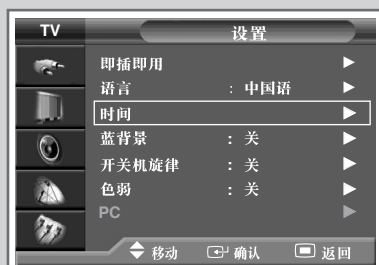 TV 设置
即插即用
语言 : 中国语
时间
蓝背景 : 关
开关机旋律 : 关
色弱 : 关
PC
移动 确认 返回